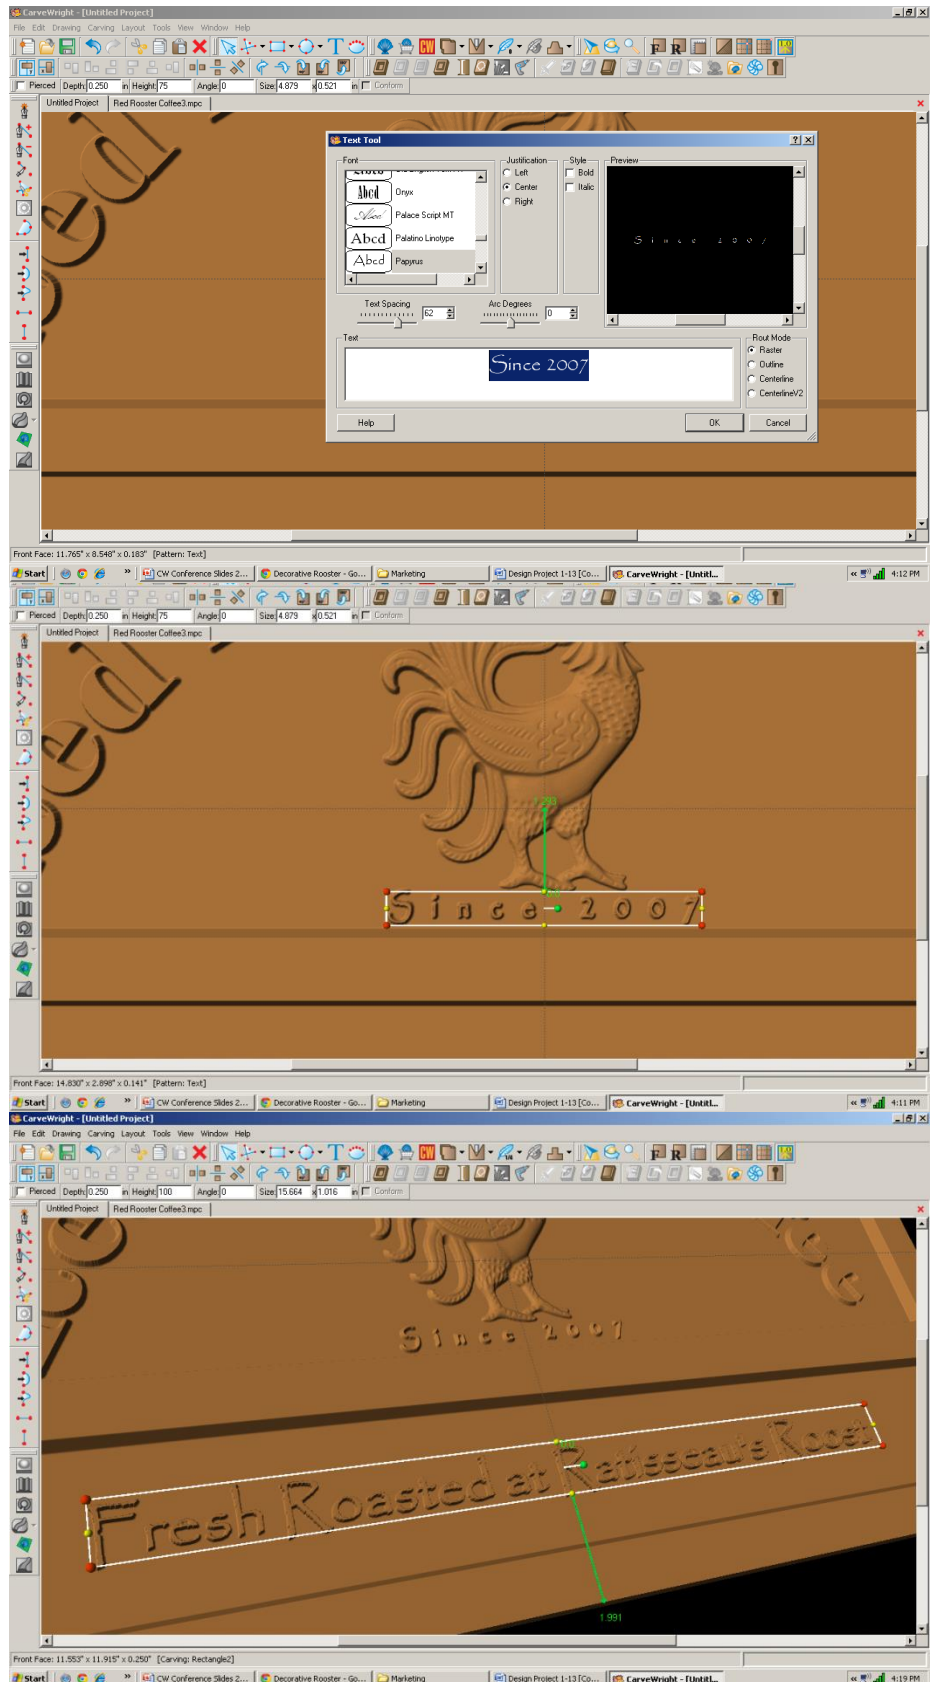 CarveWright - [Untitled Project]
File Edit Drawing Carving Layout Tools View Window Help
Pierced Depth: 0.250 in Height: 75 Angle: 0 Size: 4.879 x 0.521 in Conform
Untitled Project Red Rooster Coffee3.mpc
ed
Text Tool
Font Justification Style Preview
Left Bold
Center Italic
Right
Abcd Onyx
Abcd Palace Script MT
Abcd Palatino Linotype
Abcd Papyrus
Since 2007
Text Spacing 62 Arc Degrees 0
Text
Since 2007
Rout Mode
Raster
Outline
Centerline
CenterlineV2
Help OK Cancel
Front Face: 11.765" x 8.548" x 0.183" [Pattern: Text]
Start CW Conference Slides 2... Decorative Rooster - Go... Marketing Design Project 1-13 [Co... CarveWright - [Untitl... 4:12 PM
Pierced Depth: 0.250 in Height: 75 Angle: 0 Size: 4.879 x 0.521 in Conform
Untitled Project Red Rooster Coffee3.mpc
ed
Since 2007
Front Face: 14.830" x 2.898" x 0.141" [Pattern: Text]
Start CW Conference Slides 2... Decorative Rooster - Go... Marketing Design Project 1-13 [Co... CarveWright - [Untitl... 4:11 PM
CarveWright - [Untitled Project]
File Edit Drawing Carving Layout Tools View Window Help
Pierced Depth: 0.250 in Height: 100 Angle: 0 Size: 15.664 x 1.016 in Conform
Untitled Project Red Rooster Coffee3.mpc
Since 2007
Fresh Roasted at Ratisseau's Roost
1.991
Front Face: 11.553" x 11.915" x 0.250" [Carving: Rectangle2]
Start CW Conference Slides 2... Decorative Rooster - Go... Marketing Design Project 1-13 [Co... CarveWright - [Untitl... 4:19 PM